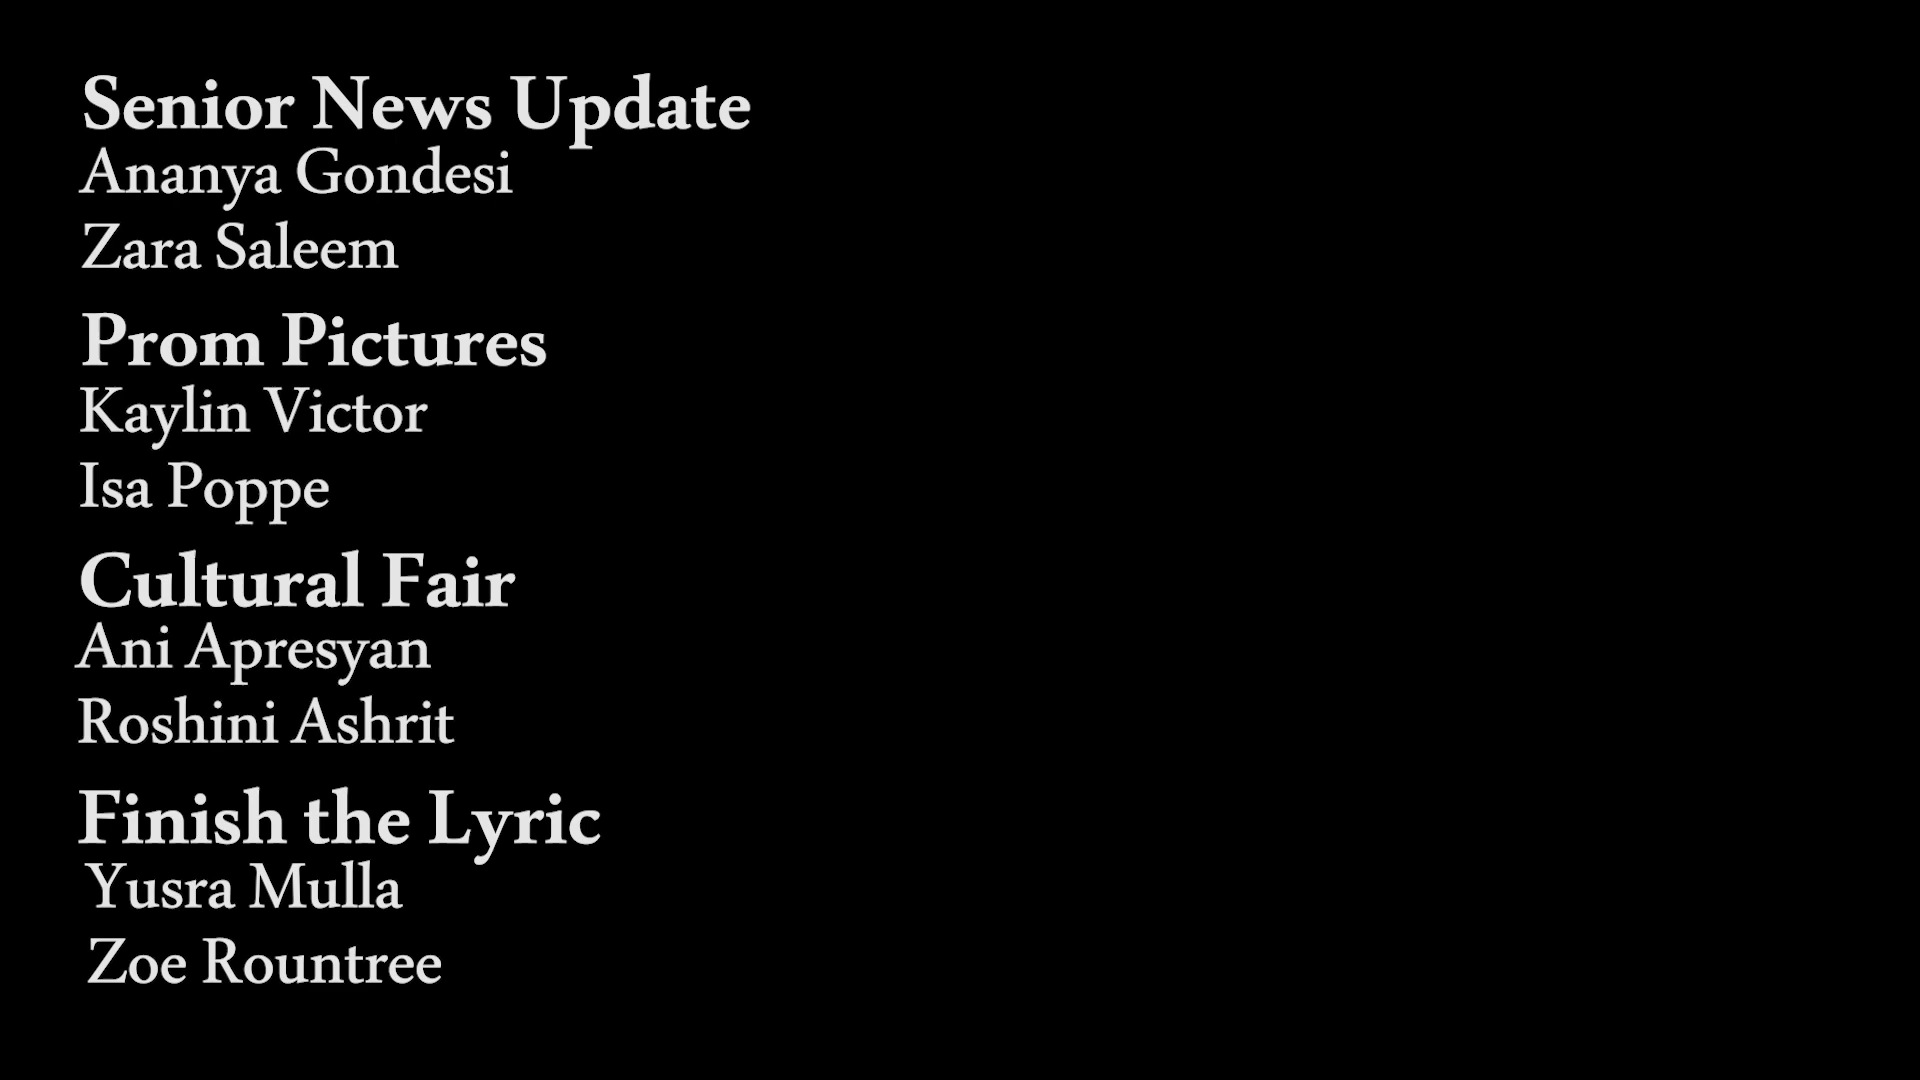 Senior News Update
Ananya Gondesi
Zara Saleem
Prom Pictures
Kaylin Victor
Isa Poppe
Cultural Fair
Ani Apresyan
Roshini Ashrit
Finish the Lyric
Yusra Mulla
Zoe Rountree